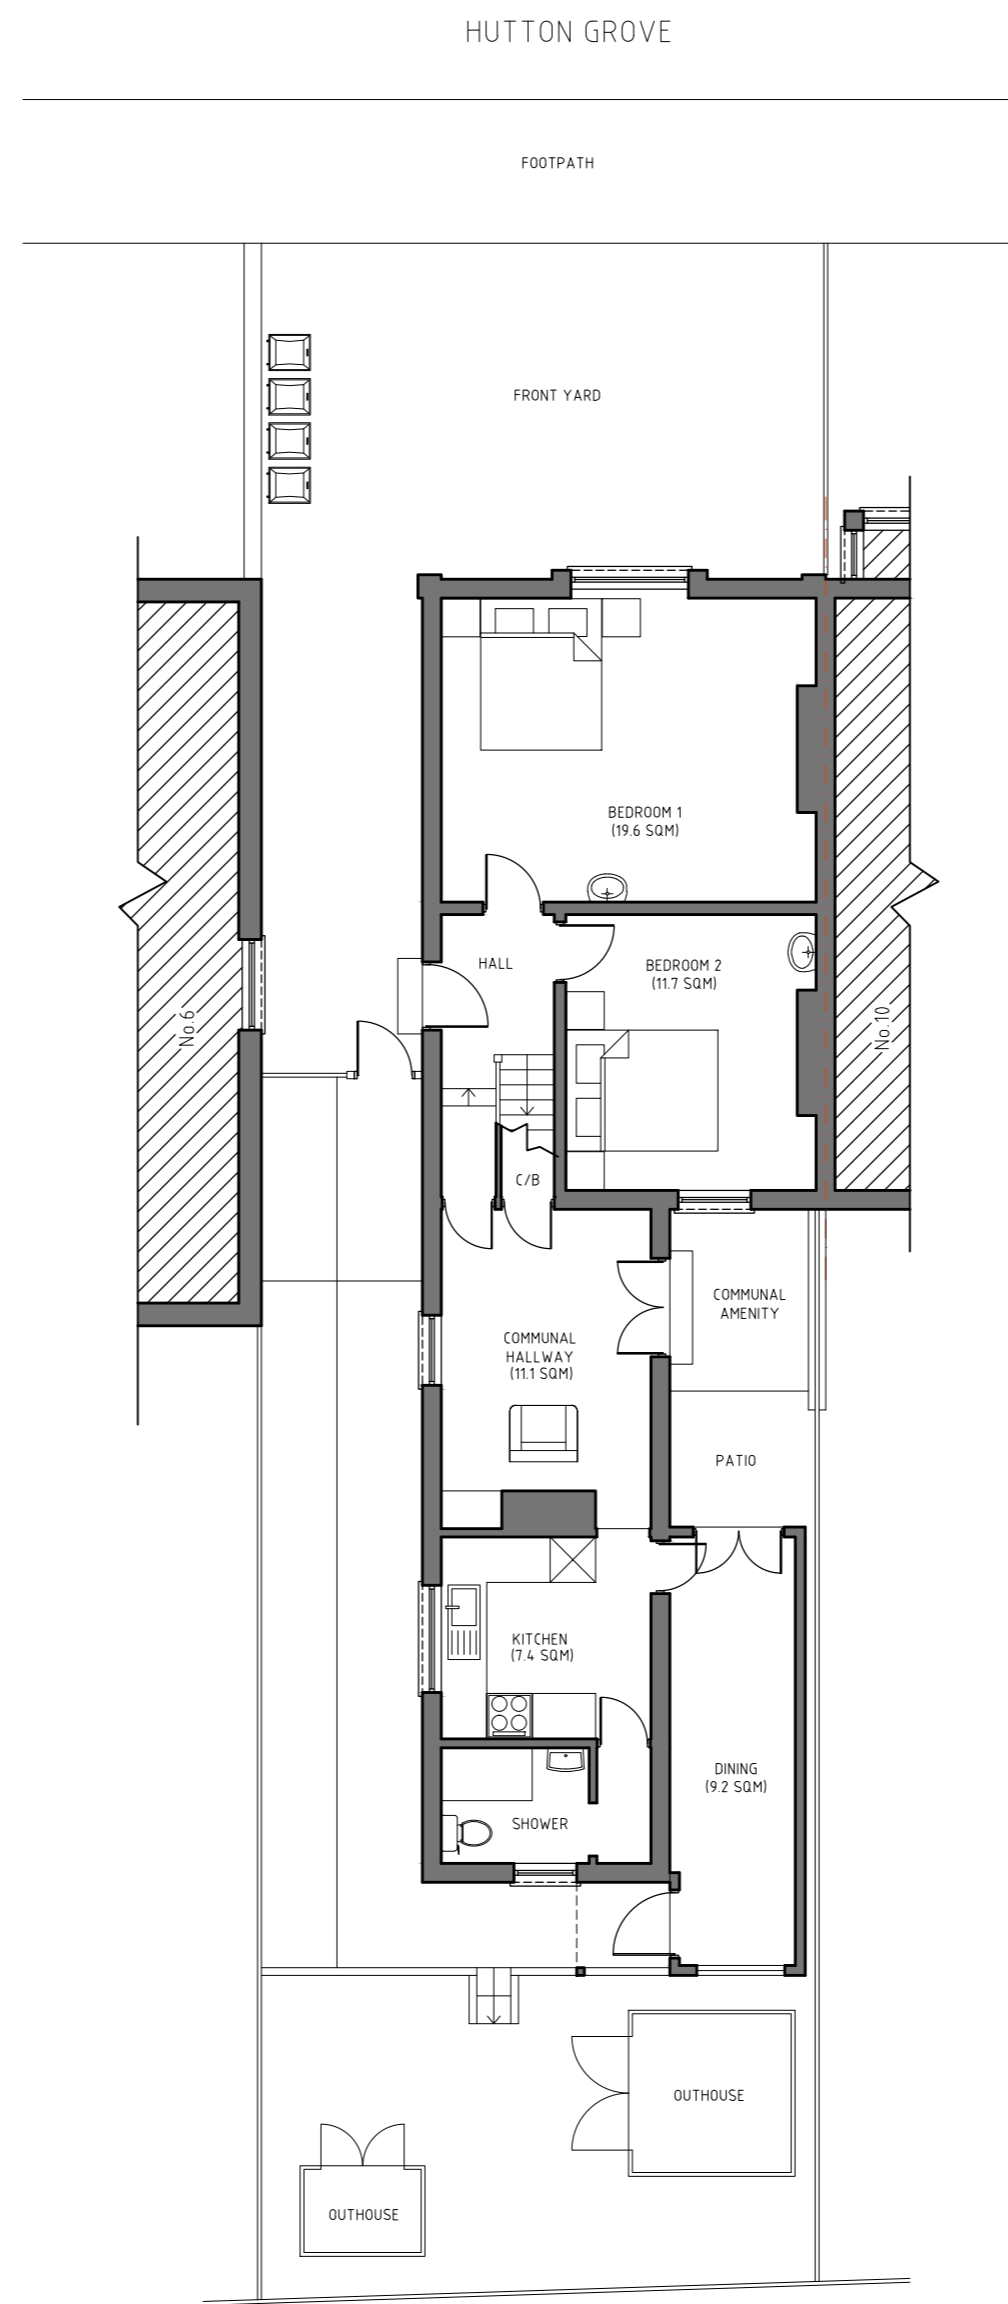 HUTTON GROVE
FOOTPATH
FRONT YARD
BEDROOM 1
(19.6 SQM)
HALL
BEDROOM 2
(11.7 SQM)
No.6
No.10
C/B
COMMUNAL
AMENITY
COMMUNAL
HALLWAY
(11.1 SQM)
PATIO
KITCHEN
(7.4 SQM)
DINING
(9.2 SQM)
SHOWER
OUTHOUSE
OUTHOUSE